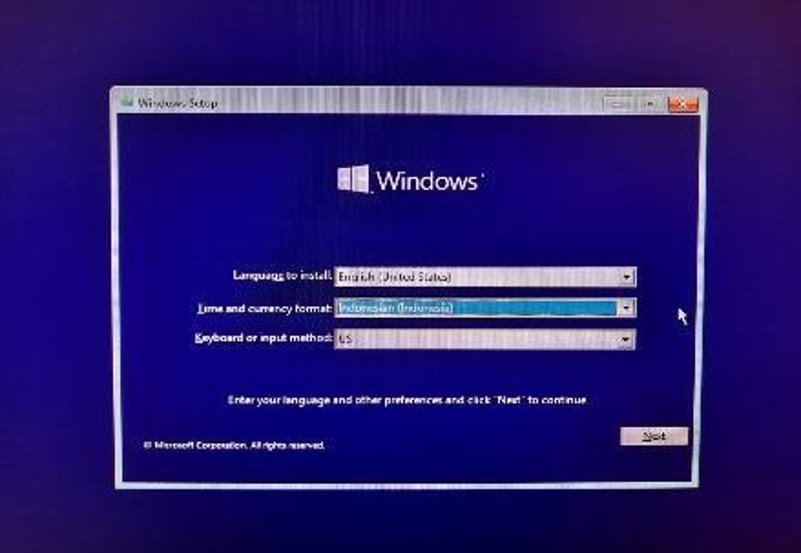 Windows Setup
Windows
Language to install: English (United States)
Time and currency format: Indonesian (Indonesia)
Keyboard or input method: US
Enter your language and other preferences and click "Next" to continue.
© Microsoft Corporation. All rights reserved.
Next